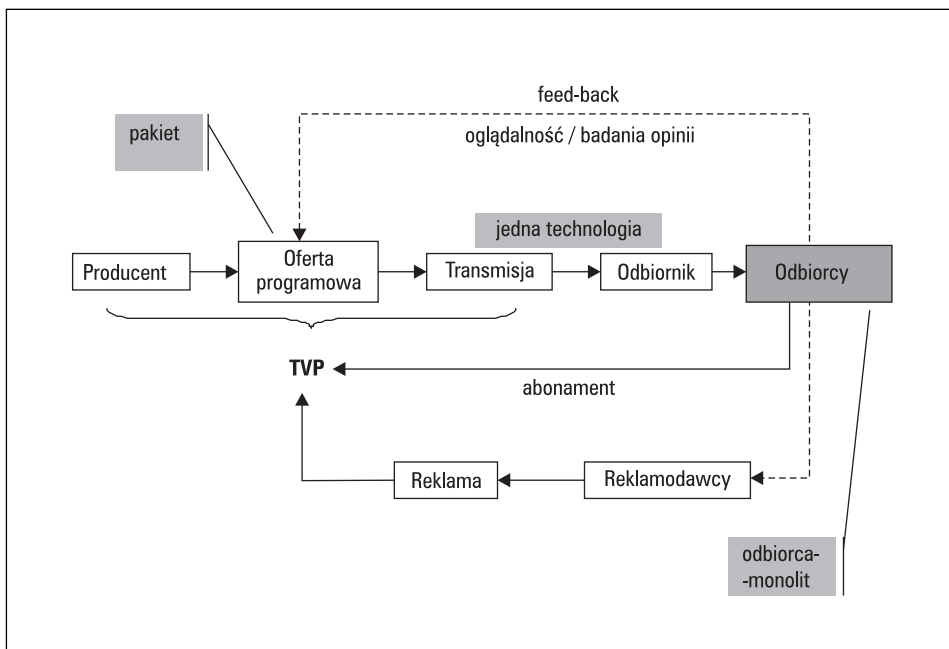 feed-back
pakiet
oglądalność / badania opinii
jedna technologia
Producent
Oferta
programowa
Transmisja
Odbiornik
Odbiorcy
TVP
abonament
Reklama
Reklamodawcy
odbiorca-
-monolit